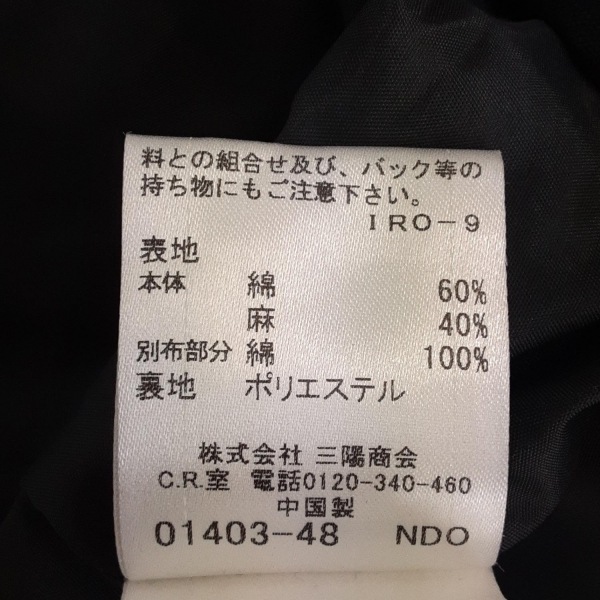 料との組合せ及び、バック等の
持ち物にもご注意下さい。
IRO-9
表地
本体 綿 60%
麻 40%
別布部分 綿 100%
裏地 ポリエステル
株式会社 三陽商会
C.R.室 電話0120-340-460
中国製
01403-48 NDO